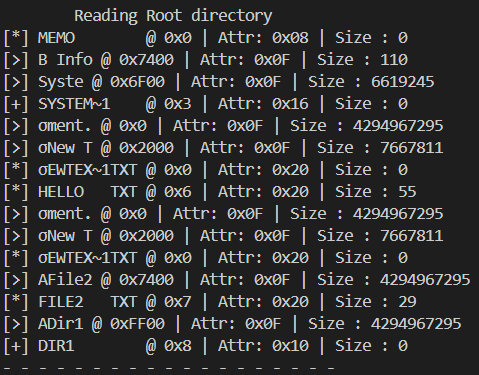 Reading Root directory
[*] MEMO        @ 0x0 | Attr: 0x08 | Size : 0
[>] B Info @ 0x7400 | Attr: 0x0F | Size : 110
[>] Syste @ 0x6F00 | Attr: 0x0F | Size : 6619245
[+] SYSTEM~1    @ 0x3 | Attr: 0x16 | Size : 0
[>] σment. @ 0x0 | Attr: 0x0F | Size : 4294967295
[>] σNew T @ 0x2000 | Attr: 0x0F | Size : 7667811
[*] σEWTEX~1TXT @ 0x0 | Attr: 0x20 | Size : 0
[*] HELLO   TXT @ 0x6 | Attr: 0x20 | Size : 55
[>] σment. @ 0x0 | Attr: 0x0F | Size : 4294967295
[>] σNew T @ 0x2000 | Attr: 0x0F | Size : 7667811
[*] σEWTEX~1TXT @ 0x0 | Attr: 0x20 | Size : 0
[>] AFile2 @ 0x7400 | Attr: 0x0F | Size : 4294967295
[*] FILE2   TXT @ 0x7 | Attr: 0x20 | Size : 29
[>] ADir1 @ 0xFF00 | Attr: 0x0F | Size : 4294967295
[+] DIR1        @ 0x8 | Attr: 0x10 | Size : 0
- - - - - - - - - - - - - - - - - - -